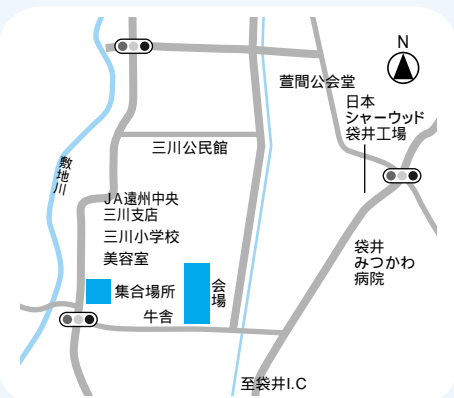 N
萱間公会堂
日本
シャーウッド
袋井工場
三川公民館
敷地川
JA遠州中央
三川支店
三川小学校
美容室
集合場所
会場
牛舎
袋井
みつかわ
病院
至袋井I.C